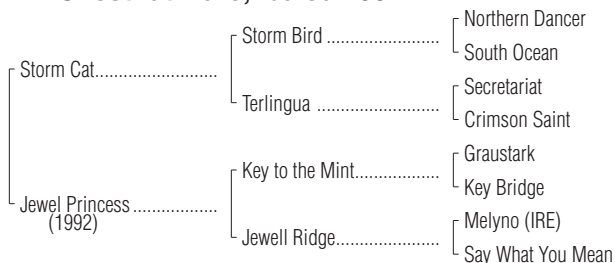 Northern Dancer
Storm Bird ........................
South Ocean
Storm Cat..........................
Secretariat
Terlingua ..........................
Crimson Saint
Graustark
Key to the Mint..................
Key Bridge
Jewel Princess ..................
(1992)
Melyno (IRE)
Jewell Ridge......................
Say What You Mean